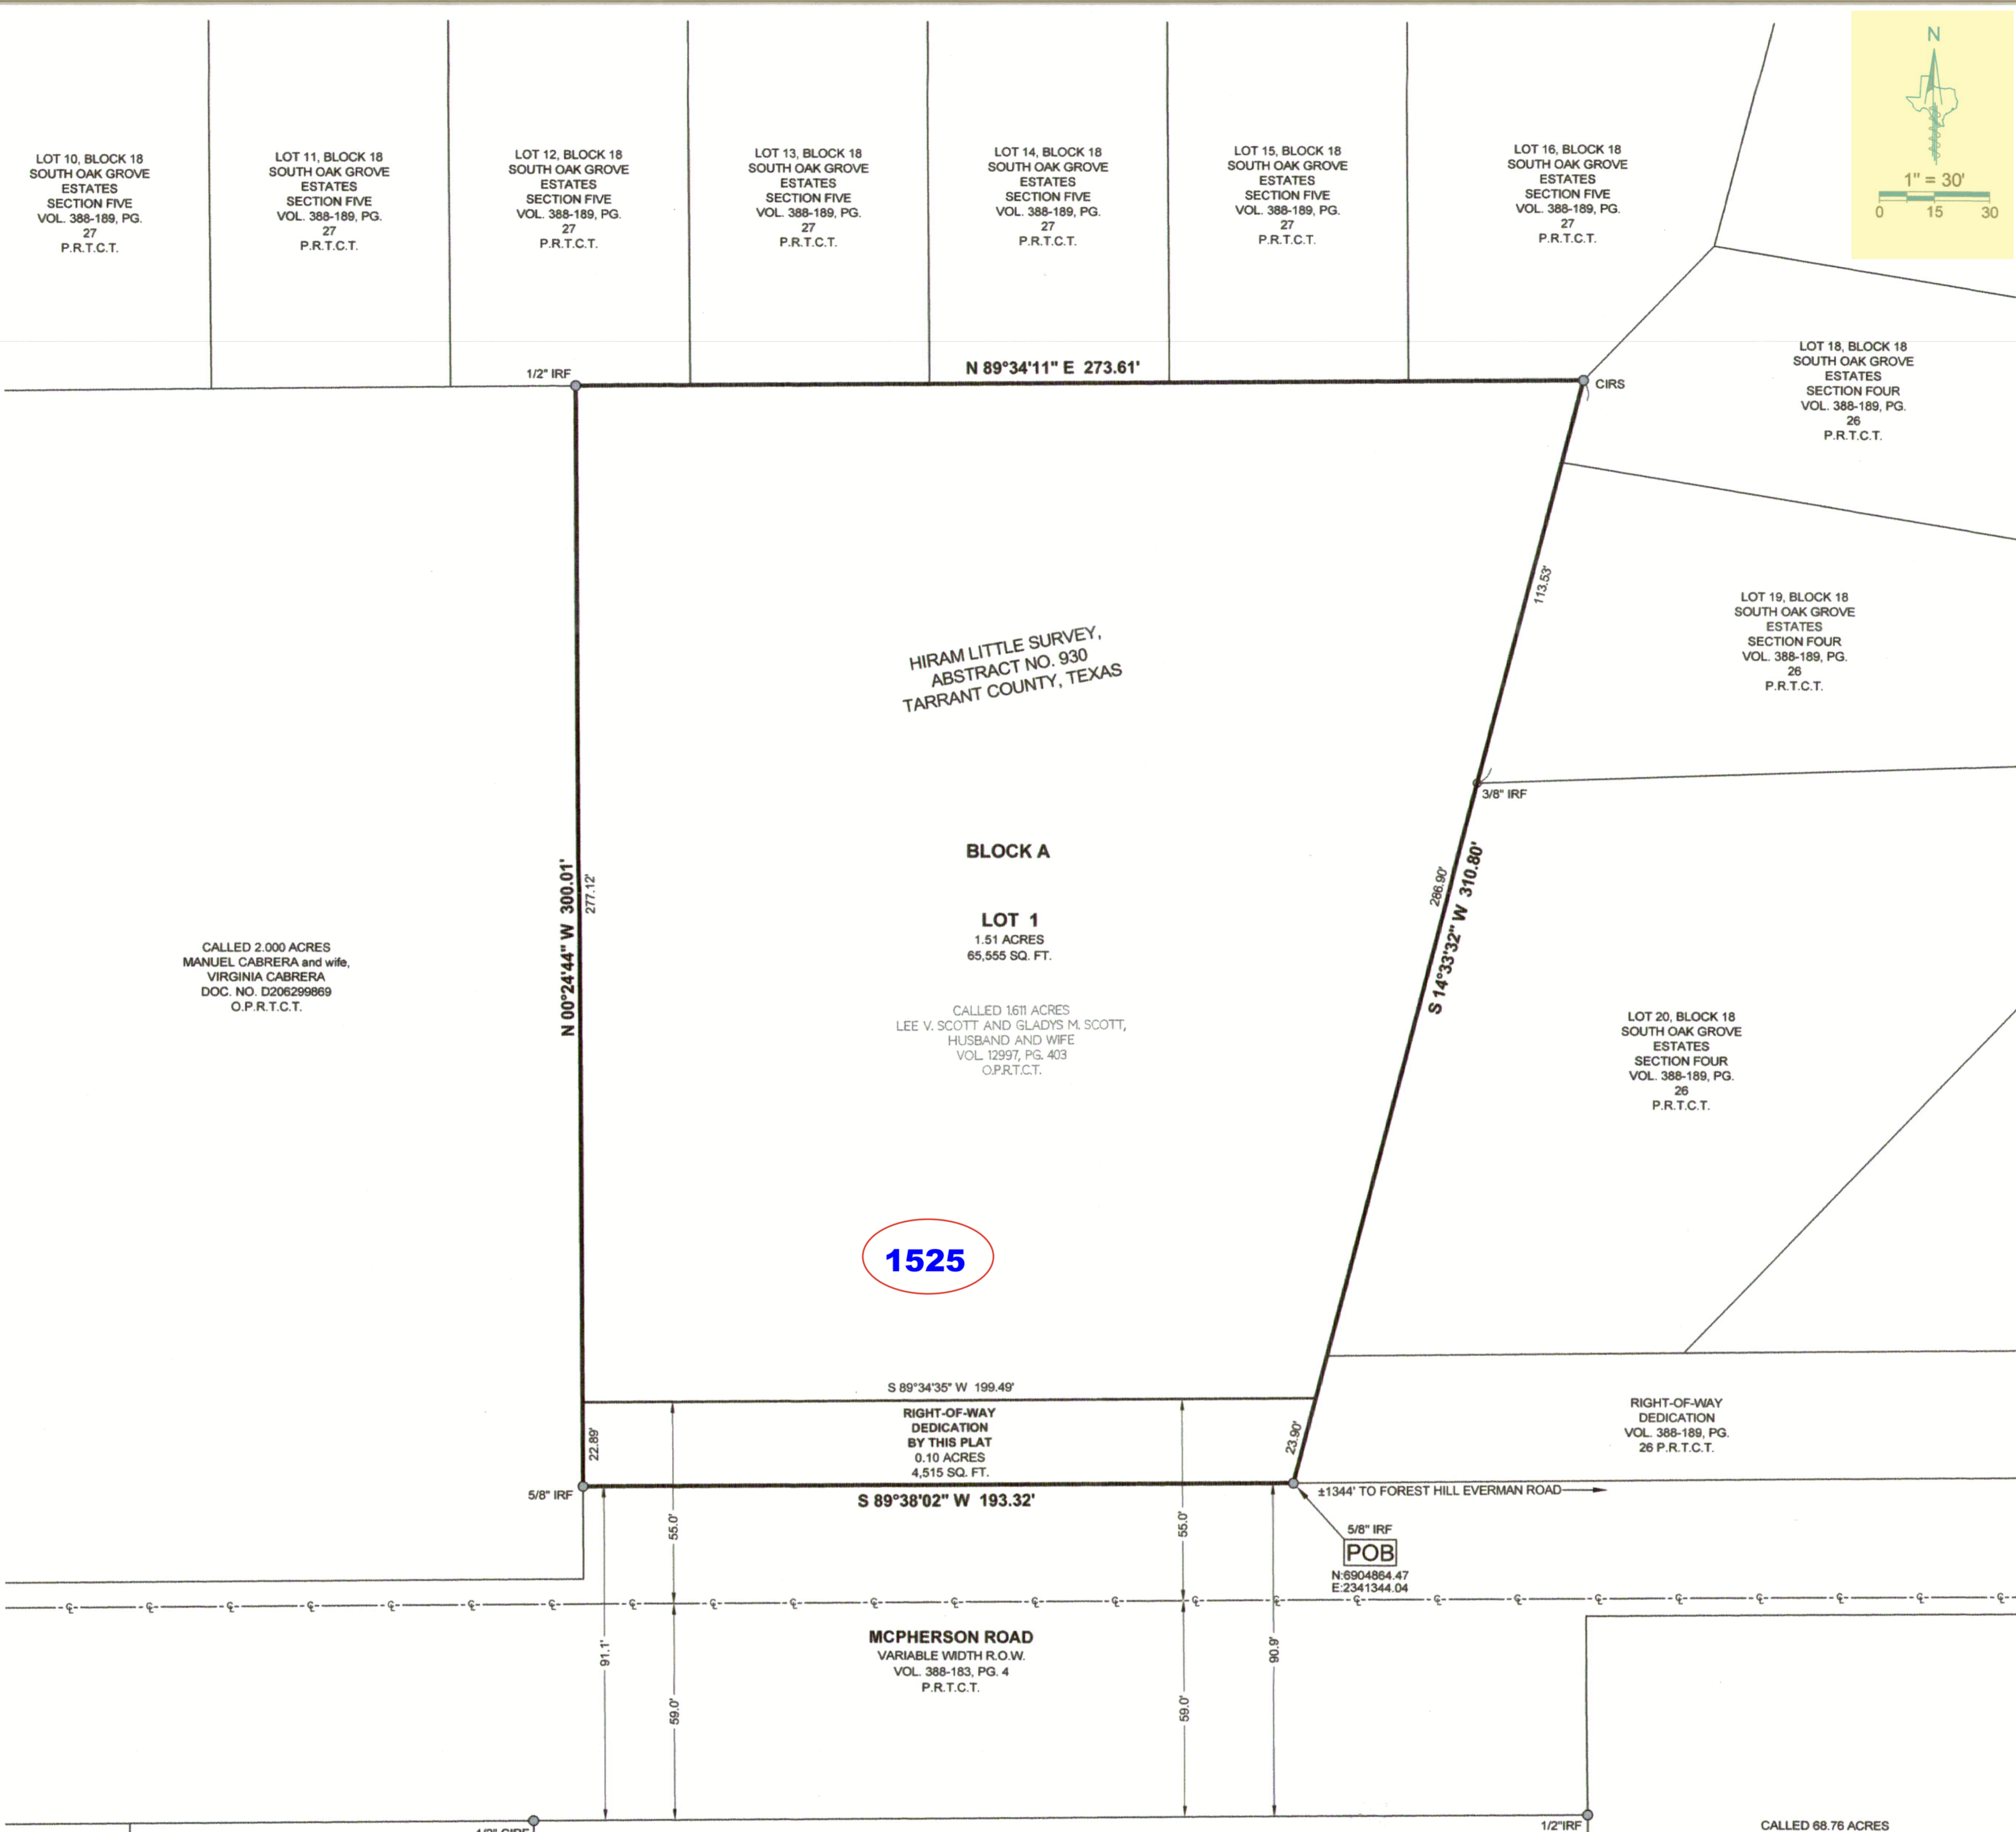 N
1" = 30'
0 15 30
LOT 10, BLOCK 18
SOUTH OAK GROVE
ESTATES
SECTION FIVE
VOL. 388-189, PG.
27
P.R.T.C.T.
LOT 11, BLOCK 18
SOUTH OAK GROVE
ESTATES
SECTION FIVE
VOL. 388-189, PG.
27
P.R.T.C.T.
LOT 12, BLOCK 18
SOUTH OAK GROVE
ESTATES
SECTION FIVE
VOL. 388-189, PG.
27
P.R.T.C.T.
LOT 13, BLOCK 18
SOUTH OAK GROVE
ESTATES
SECTION FIVE
VOL. 388-189, PG.
27
P.R.T.C.T.
LOT 14, BLOCK 18
SOUTH OAK GROVE
ESTATES
SECTION FIVE
VOL. 388-189, PG.
27
P.R.T.C.T.
LOT 15, BLOCK 18
SOUTH OAK GROVE
ESTATES
SECTION FIVE
VOL. 388-189, PG.
27
P.R.T.C.T.
LOT 16, BLOCK 18
SOUTH OAK GROVE
ESTATES
SECTION FIVE
VOL. 388-189, PG.
27
P.R.T.C.T.
LOT 18, BLOCK 18
SOUTH OAK GROVE
ESTATES
SECTION FOUR
VOL. 388-189, PG.
26
P.R.T.C.T.
1/2" IRF
N 89°34'11" E 273.61'
CIRS
113.53'
LOT 19, BLOCK 18
SOUTH OAK GROVE
ESTATES
SECTION FOUR
VOL. 388-189, PG.
26
P.R.T.C.T.
HIRAM LITTLE SURVEY,
ABSTRACT NO. 930
TARRANT COUNTY, TEXAS
3/8" IRF
BLOCK A
LOT 1
1.51 ACRES
65,555 SQ. FT.
N 00°24'44" W 300.01'
277.12'
286.90'
S 14°33'32" W 310.80'
CALLED 2.000 ACRES
MANUEL CABRERA and wife,
VIRGINIA CABRERA
DOC. NO. D206299869
O.P.R.T.C.T.
CALLED 1.611 ACRES
LEE V. SCOTT AND GLADYS M. SCOTT,
HUSBAND AND WIFE
VOL. 12997, PG. 403
O.P.R.T.C.T.
LOT 20, BLOCK 18
SOUTH OAK GROVE
ESTATES
SECTION FOUR
VOL. 388-189, PG.
26
P.R.T.C.T.
1525
S 89°34'35" W 199.49'
22.89'
RIGHT-OF-WAY
DEDICATION
BY THIS PLAT
0.10 ACRES
4,515 SQ. FT.
23.90'
RIGHT-OF-WAY
DEDICATION
VOL. 388-189, PG.
26 P.R.T.C.T.
5/8" IRF
S 89°38'02" W 193.32'
±1344' TO FOREST HILL EVERMAN ROAD
55.0'
55.0'
5/8" IRF
POB
N:6904864.47
E:2341344.04
MCPHERSON ROAD
VARIABLE WIDTH R.O.W.
VOL. 388-183, PG. 4
P.R.T.C.T.
91.1'
59.0'
59.0'
90.9'
1/2"IRF
CALLED 68.76 ACRES